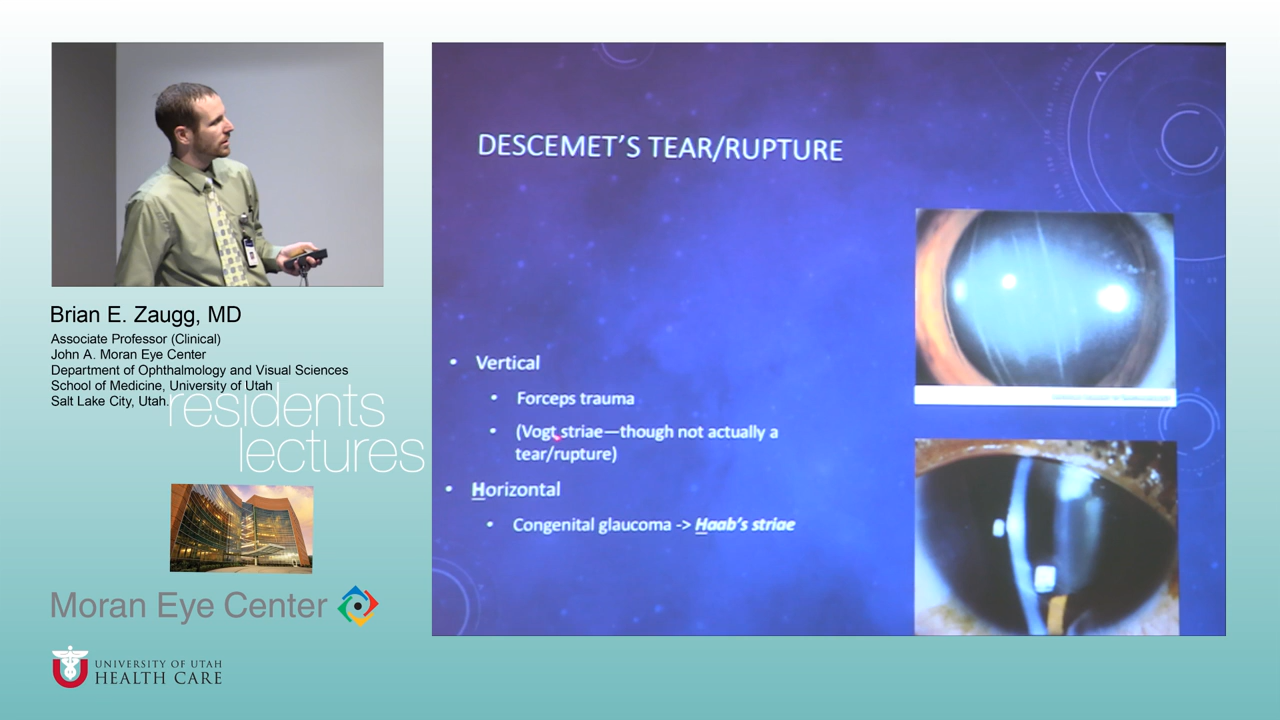 Brian E. Zaugg, MD
Associate Professor (Clinical)
John A. Moran Eye Center
Department of Ophthalmology and Visual Sciences
School of Medicine, University of Utah
Salt Lake City, Utah.
residents
lectures
Moran Eye Center
UNIVERSITY OF UTAH
HEALTH CARE
DESCEMET'S TEAR/RUPTURE
• Vertical
• Forceps trauma
• (Vogt striae—though not actually a
tear/rupture)
• Horizontal
• Congenital glaucoma -> Haab's striae